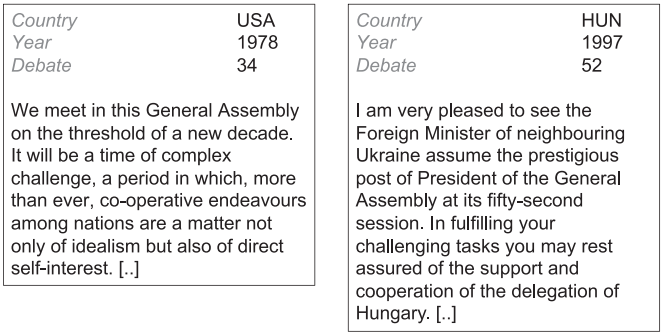 Country USA
Year 1978
Debate 34
We meet in this General Assembly
on the threshold of a new decade.
It will be a time of complex
challenge, a period in which, more
than ever, co-operative endeavours
among nations are a matter not
only of idealism but also of direct
self-interest. [..]
Country HUN
Year 1997
Debate 52
I am very pleased to see the
Foreign Minister of neighbouring
Ukraine assume the prestigious
post of President of the General
Assembly at its fifty-second
session. In fulfilling your
challenging tasks you may rest
assured of the support and
cooperation of the delegation of
Hungary. [..]